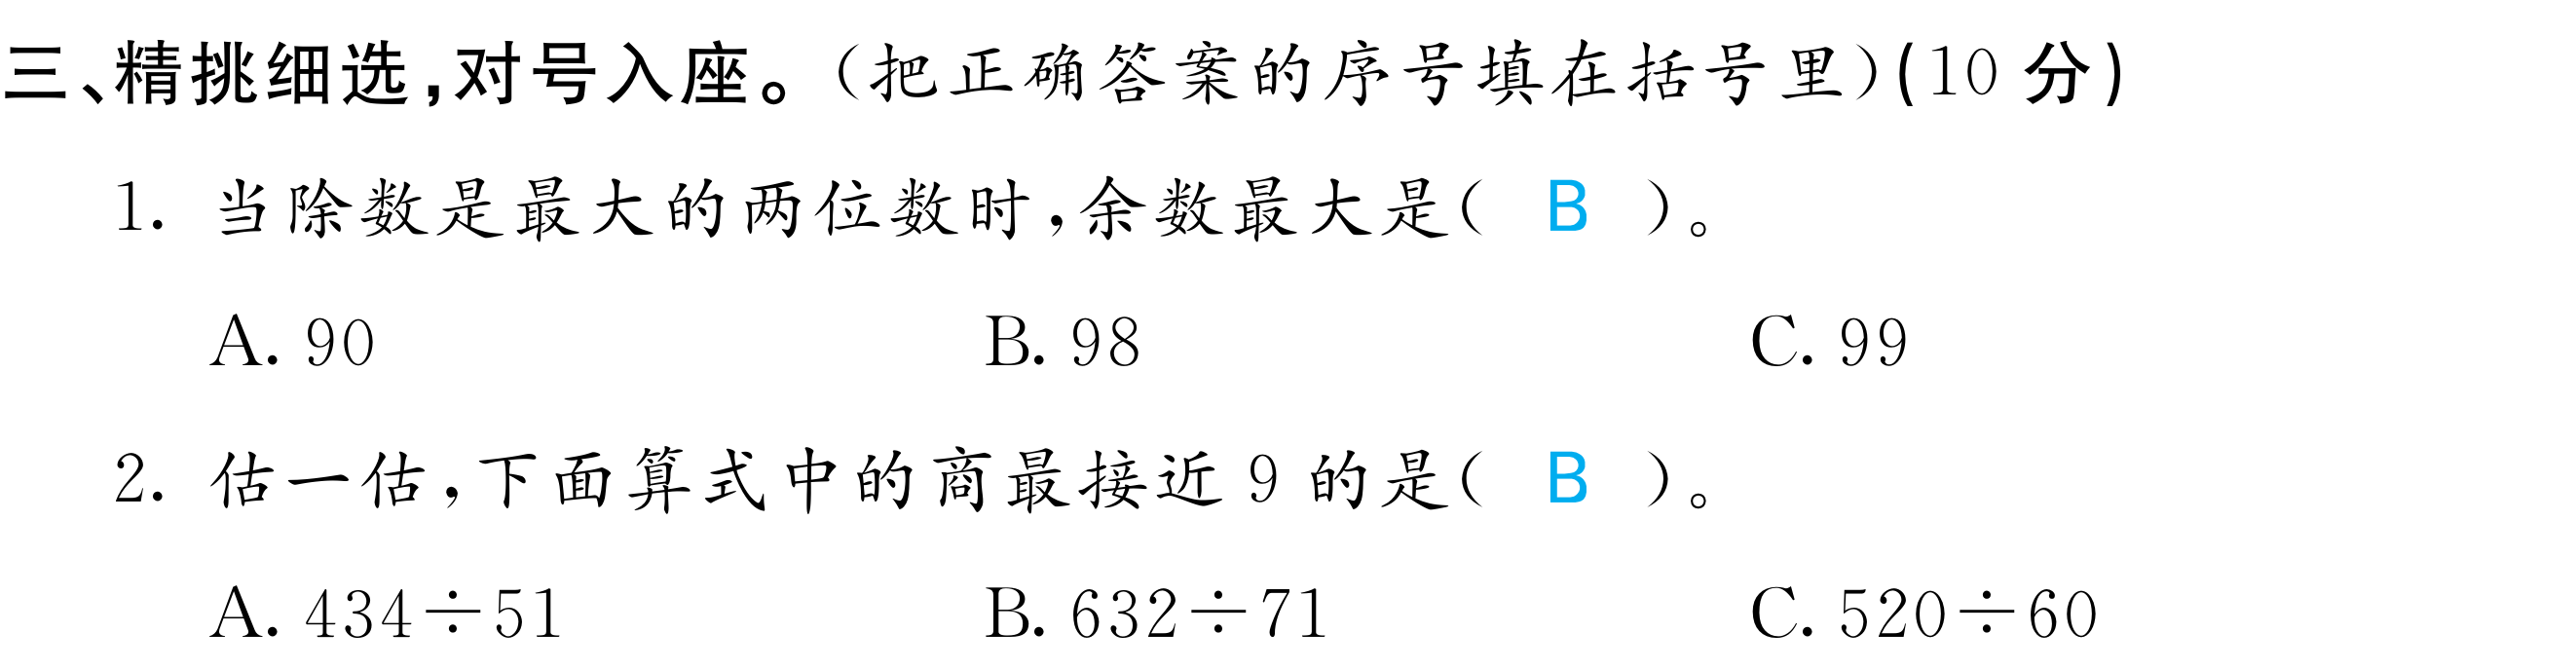 三、精挑细选,对号入座。(把正确答案的序号填在括号里)(10 分)
1. 当除数是最大的两位数时,余数最大是( B )。
A. 90 B. 98 C. 99
2. 估一估,下面算式中的商最接近 9 的是( B )。
A. 434÷51 B. 632÷71 C. 520÷60